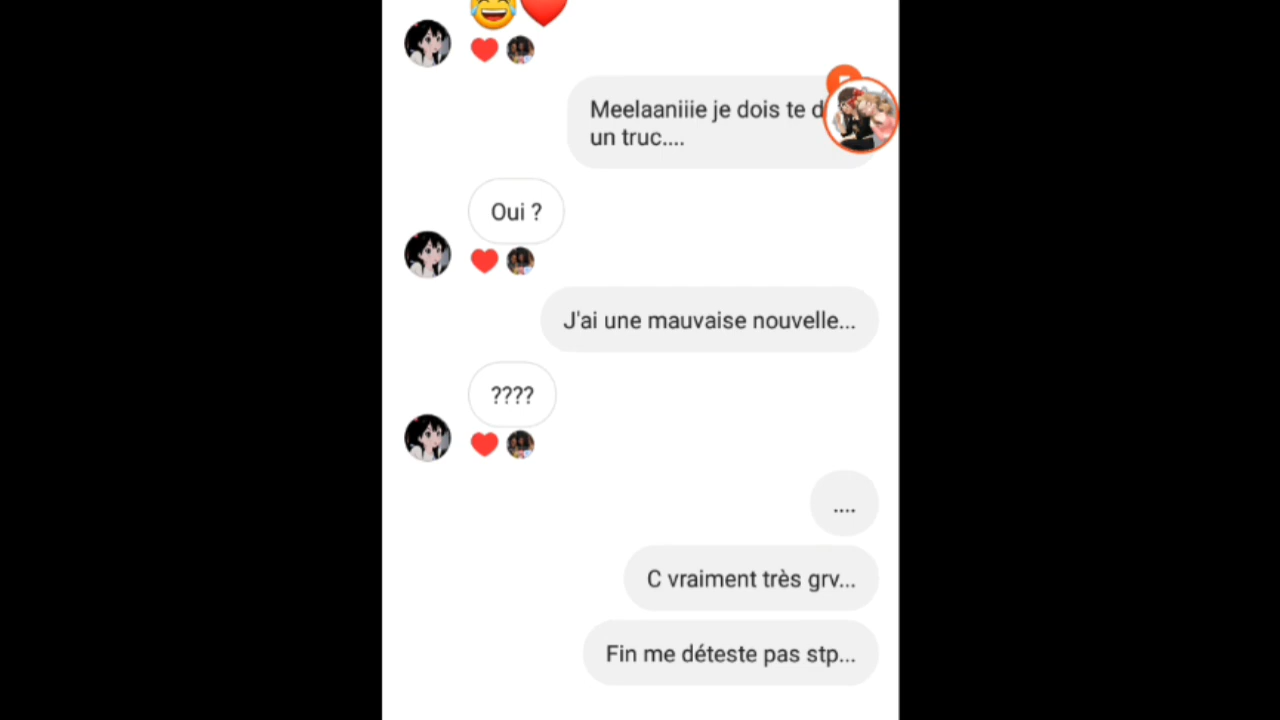 Meelaaniiie je dois te
un truc....
Oui ?
J'ai une mauvaise nouvelle...
????
....
C vraiment très grv...
Fin me déteste pas stp...